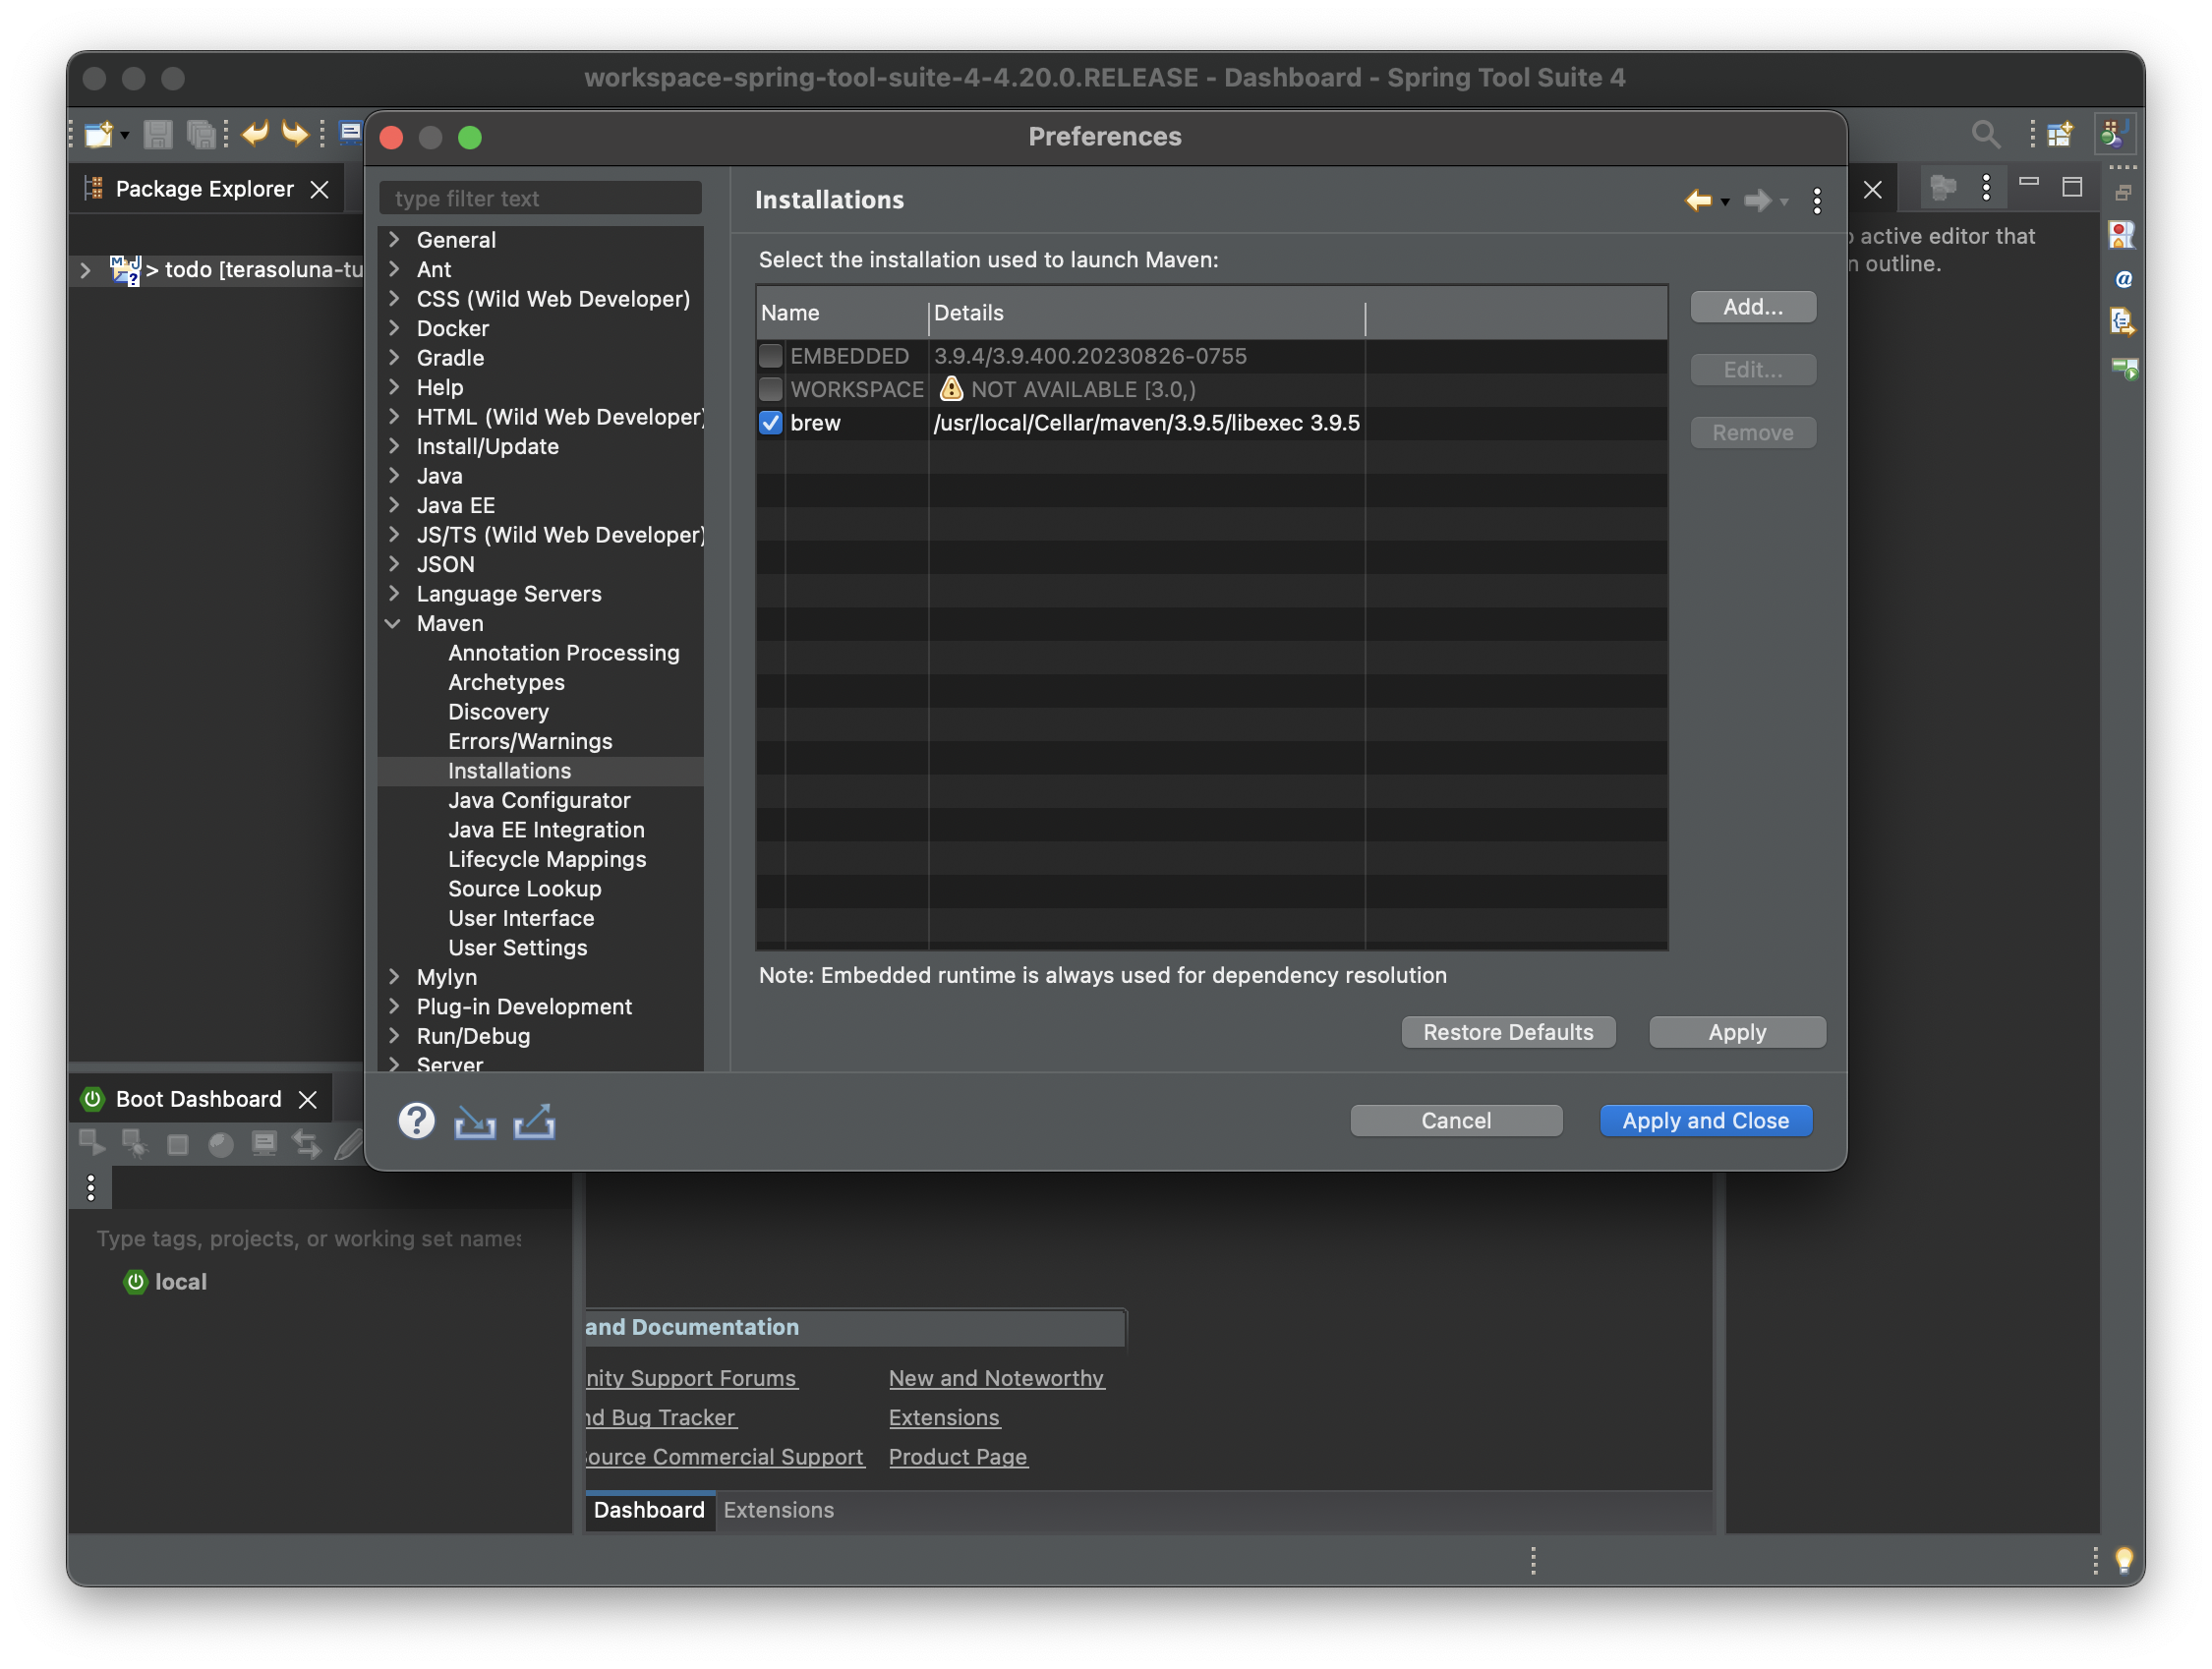 workspace-spring-tool-suite-4-4.20.0.RELEASE - Dashboard - Spring Tool Suite 4
Preferences
Package Explorer
> todo [terasoluna-tu
type filter text
General
Ant
CSS (Wild Web Developer)
Docker
Gradle
Help
HTML (Wild Web Developer)
Install/Update
Java
Java EE
JS/TS (Wild Web Developer)
JSON
Language Servers
Maven
Annotation Processing
Archetypes
Discovery
Errors/Warnings
Installations
Java Configurator
Java EE Integration
Lifecycle Mappings
Source Lookup
User Interface
User Settings
Mylyn
Plug-in Development
Run/Debug
Server
Installations
Select the installation used to launch Maven:
Name Details
EMBEDDED 3.9.4/3.9.400.20230826-0755
WORKSPACE NOT AVAILABLE [3.0,)
brew /usr/local/Cellar/maven/3.9.5/libexec 3.9.5
Add...
Edit...
Remove
Note: Embedded runtime is always used for dependency resolution
Restore Defaults Apply
Cancel Apply and Close
active editor that
n outline.
Boot Dashboard
Type tags, projects, or working set names
local
and Documentation
nity Support Forums New and Noteworthy
nd Bug Tracker Extensions
ource Commercial Support Product Page
Dashboard Extensions